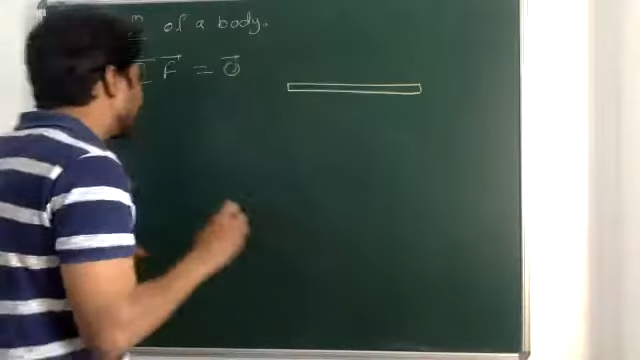 of a body.
F⃗ = 0⃗